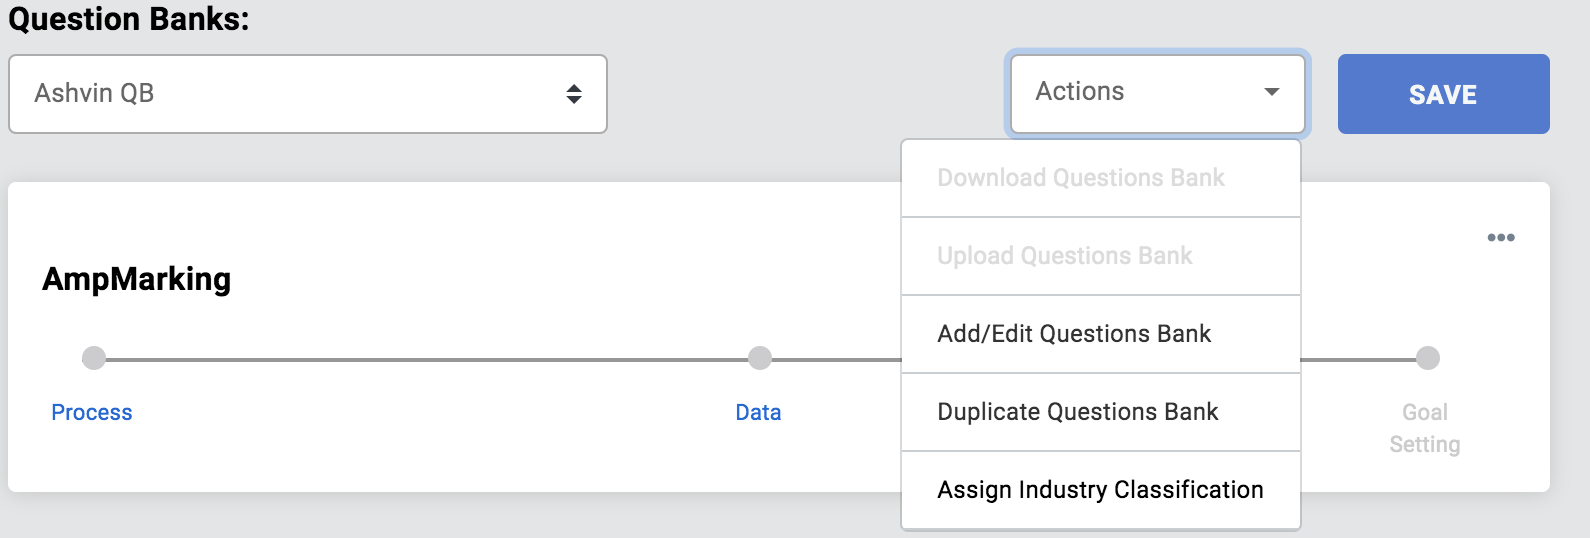 Question Banks:
Ashvin QB
Actions
SAVE
Download Questions Bank
Upload Questions Bank
Add/Edit Questions Bank
Duplicate Questions Bank
Assign Industry Classification
AmpMarking
Process
Data
Goal
Setting